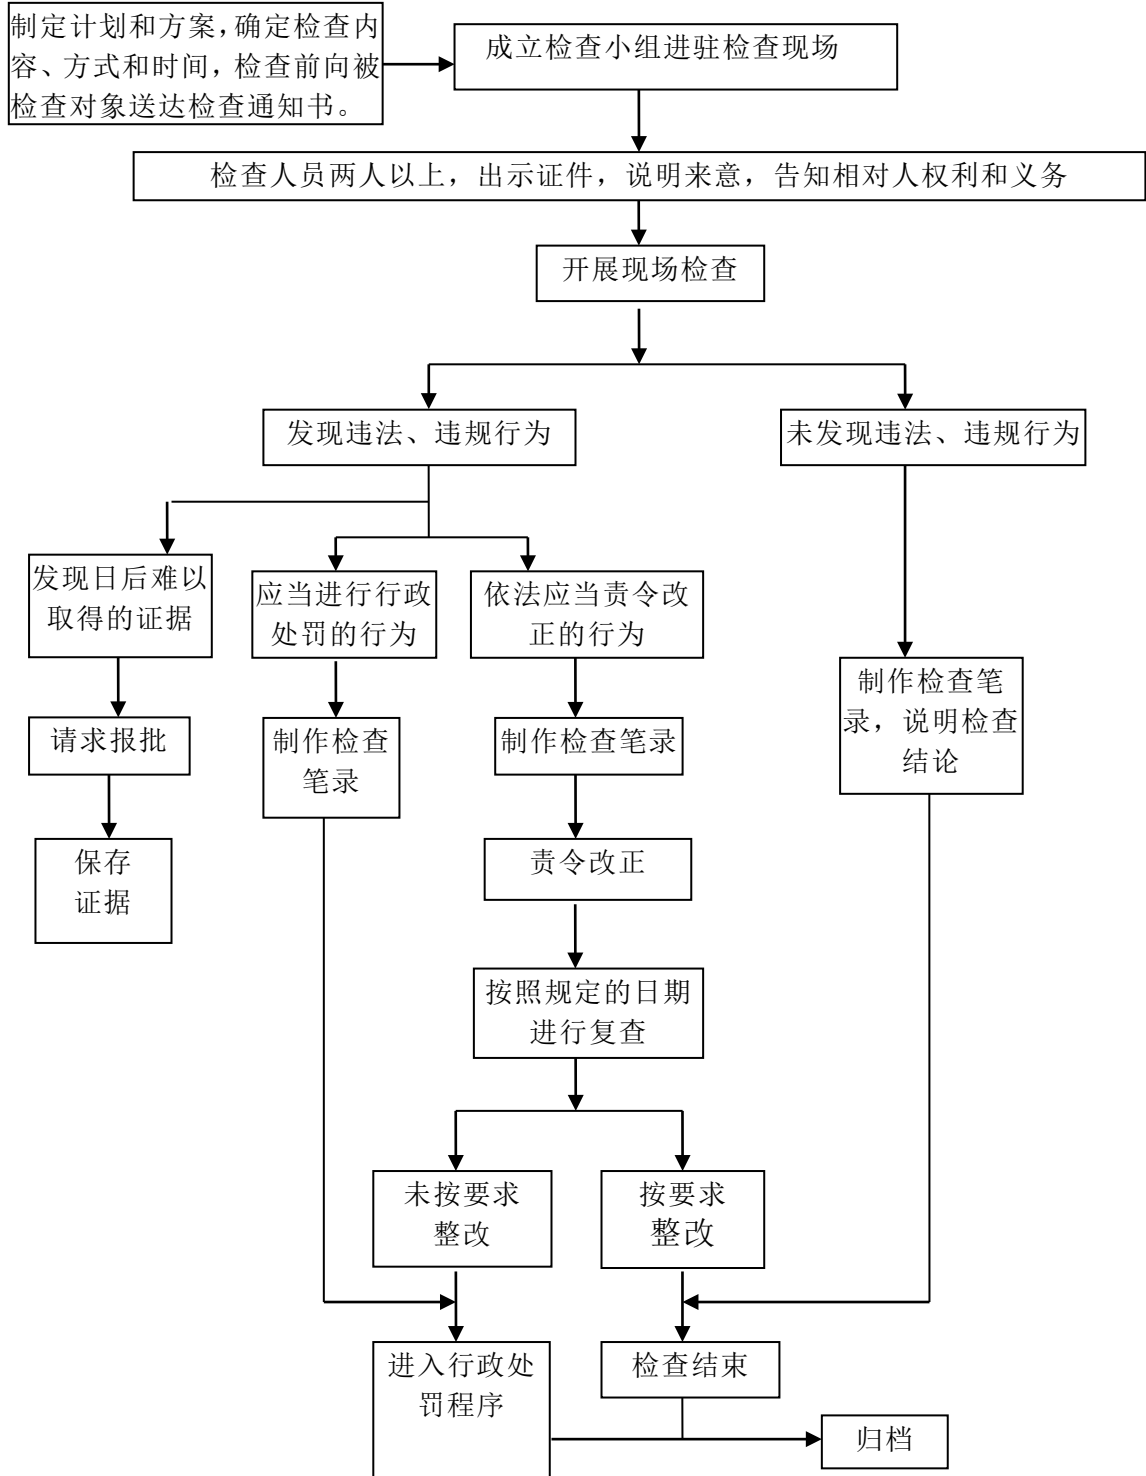 制定计划和方案,确定检查内
容、方式和时间,检查前向被
检查对象送达检查通知书。
成立检查小组进驻检查现场
检查人员两人以上，出示证件，说明来意，告知相对人权利和义务
开展现场检查
发现违法、违规行为
未发现违法、违规行为
发现日后难以
取得的证据
应当进行行政
处罚的行为
依法应当责令改
正的行为
制作检查笔
录，说明检查
结论
请求报批
制作检查
笔录
制作检查笔录
保存
证据
责令改正
按照规定的日期
进行复查
未按要求
整改
按要求
整改
进入行政处
罚程序
检查结束
归档